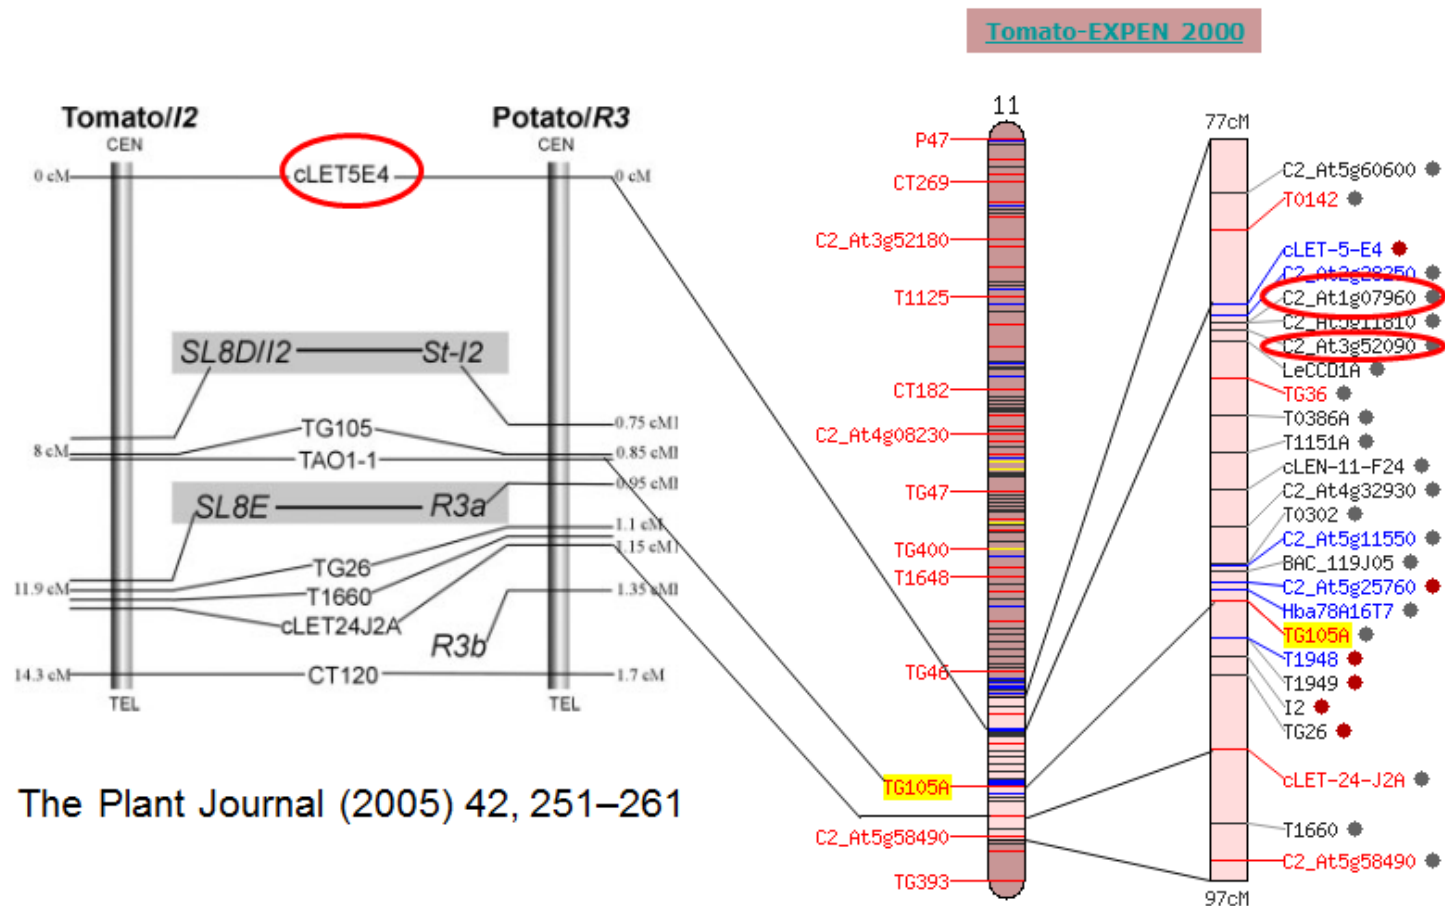 Tomato-EXPEN 2000
Tomato/I2
Potato/R3
CEN
CEN
0 cM
cLET5E4
0 cM
SL8D/I2
St-I2
0.75 cM
TG105
8 cM
0.85 cM
TAO1-1
0.95 cM
SL8E
R3a
1.1 cM
1.15 cM
TG26
11.9 cM
T1660
1.35 cM
cLET24J2A
R3b
14.3 cM
CT120
1.7 cM
TEL
TEL
The Plant Journal (2005) 42, 251–261
11
P47
CT269
C2_At3g52180
T1125
CT182
C2_At4g08230
TG47
TG400
T1648
TG46
TG105A
C2_At5g58490
TG393
77cM
C2_At5g60600
T0142
cLET-5-E4
C2_At2g28250
C2_At1g07960
C2_At5g11810
C2_At3g52090
LeCCD1A
TG36
T0386A
T1151A
cLEN-11-F24
C2_At4g32930
T0302
C2_At5g11550
BAC_119J05
C2_At5g25760
Hba78A16T7
TG105A
T1948
T1949
I2
TG26
cLET-24-J2A
T1660
C2_At5g58490
97cM